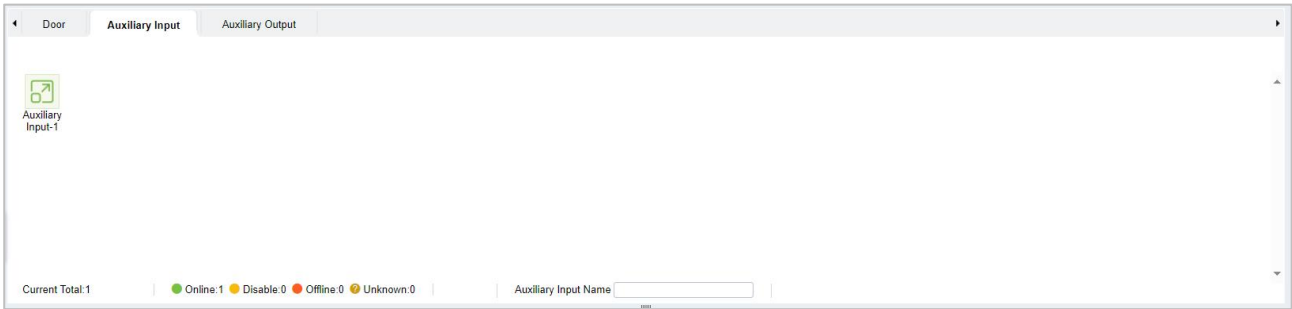 Door Auxiliary Input Auxiliary Output
Auxiliary
Input-1
Current Total:1 Online:1 Disable:0 Offline:0 ? Unknown:0 Auxiliary Input Name